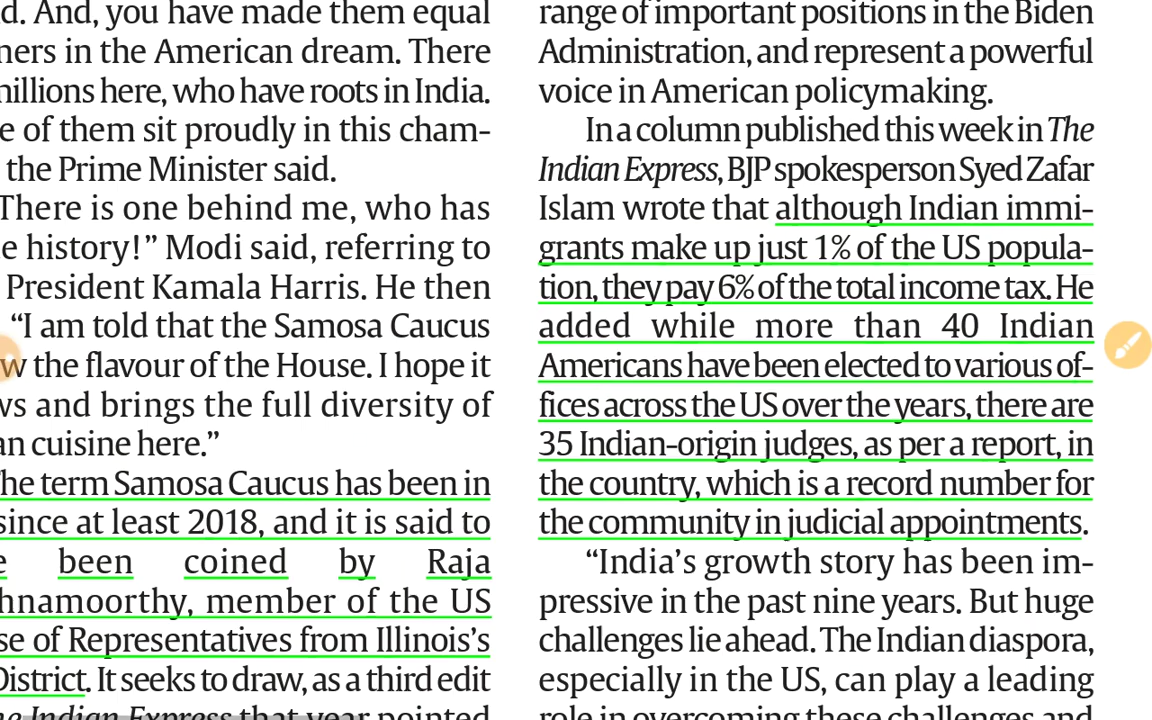 d. And, you have made them equal
ners in the American dream. There
millions here, who have roots in India.
e of them sit proudly in this cham-
the Prime Minister said.
There is one behind me, who has
e history!” Modi said, referring to
President Kamala Harris. He then
“I am told that the Samosa Caucus
w the flavour of the House. I hope it
ws and brings the full diversity of
an cuisine here.”
The term Samosa Caucus has been in
since at least 2018, and it is said to
e been coined by Raja
hnamoorthy, member of the US
se of Representatives from Illinois’s
District. It seeks to draw, as a third edit
he Indian Express that year pointed
range of important positions in the Biden
Administration, and represent a powerful
voice in American policymaking.
In a column published this week in The
Indian Express, BJP spokesperson Syed Zafar
Islam wrote that although Indian immi-
grants make up just 1% of the US popula-
tion, they pay 6% of the total income tax. He
added while more than 40 Indian
Americans have been elected to various of-
fices across the US over the years, there are
35 Indian-origin judges, as per a report, in
the country, which is a record number for
the community in judicial appointments.
“India’s growth story has been im-
pressive in the past nine years. But huge
challenges lie ahead. The Indian diaspora,
especially in the US, can play a leading
role in overcoming these challenges and